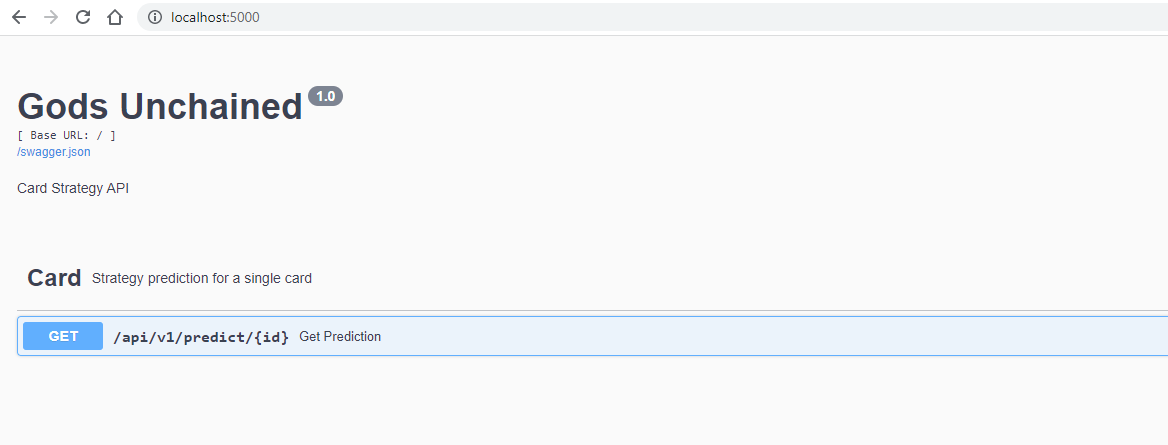 localhost:5000
Gods Unchained 1.0
[ Base URL: / ]
/swagger.json
Card Strategy API
Card Strategy prediction for a single card
GET /api/v1/predict/{id} Get Prediction